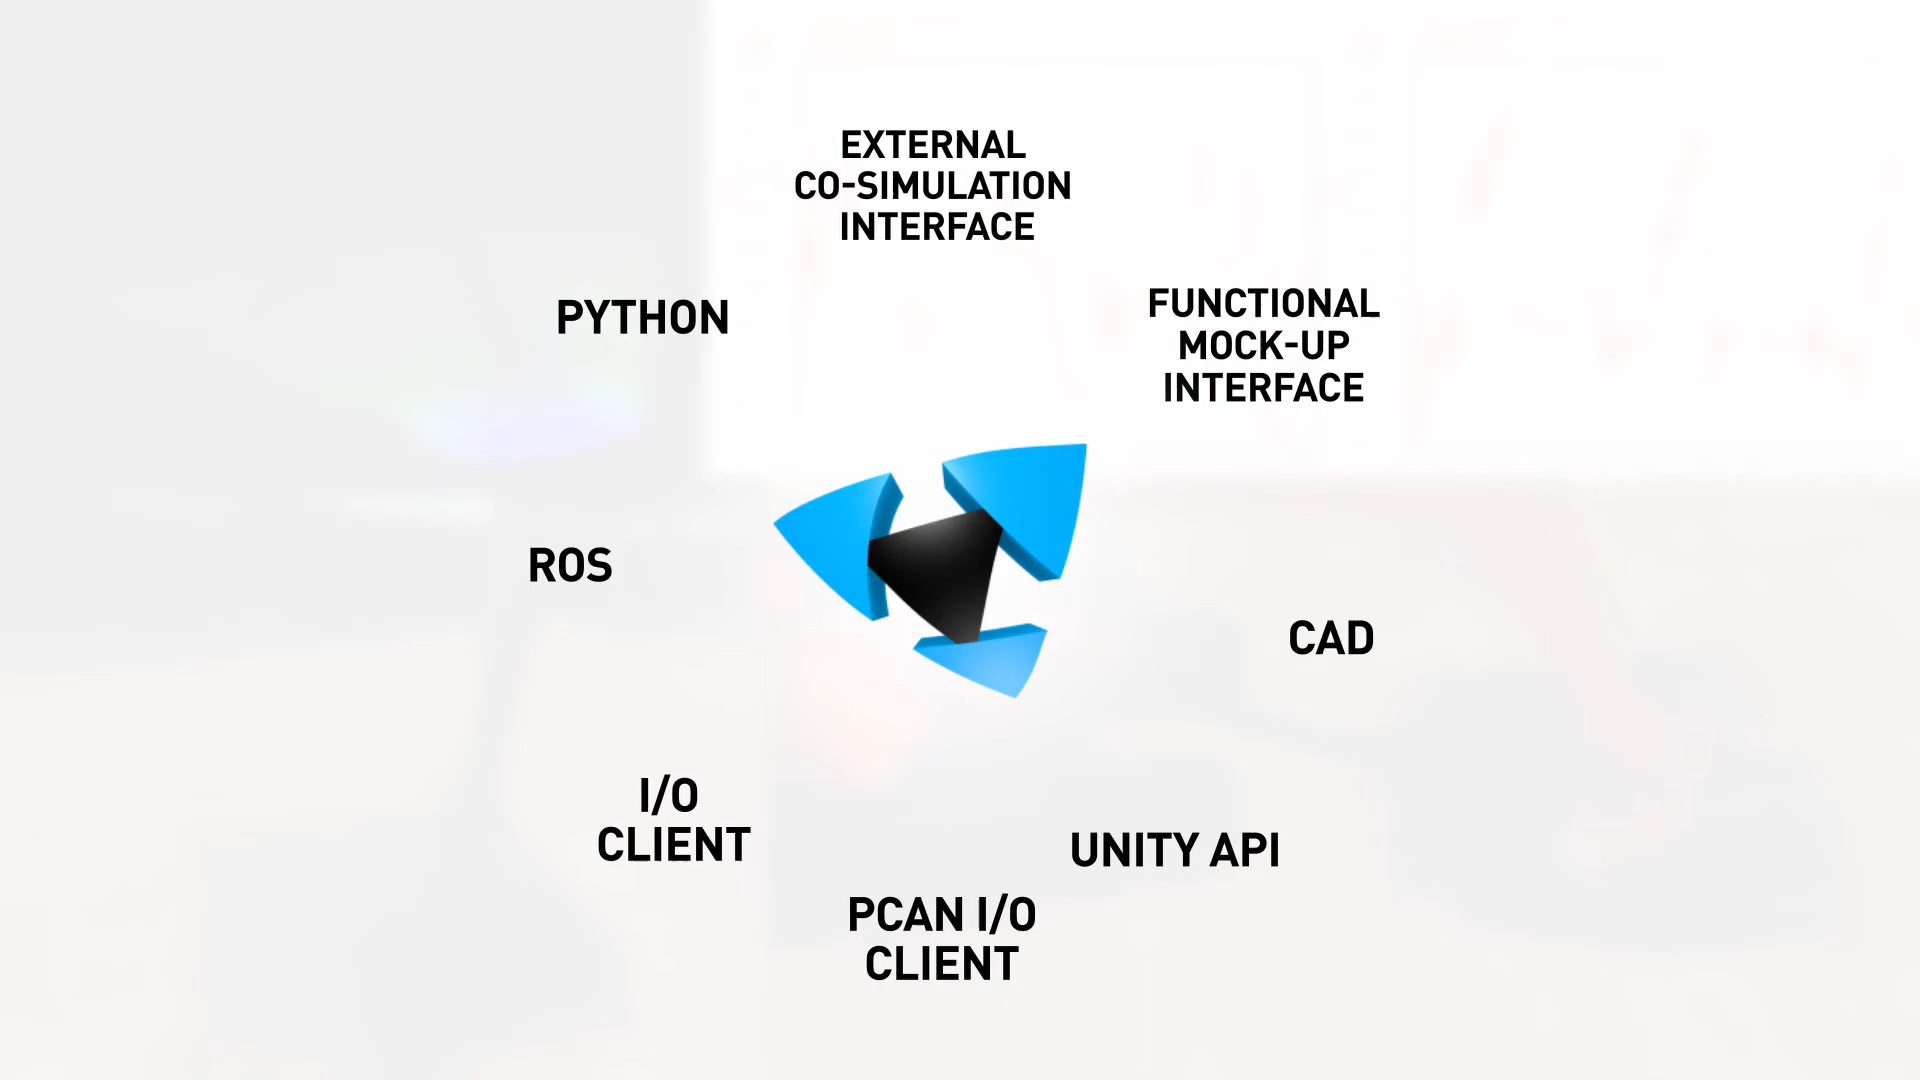 EXTERNAL
CO-SIMULATION
INTERFACE
PYTHON
FUNCTIONAL
MOCK-UP
INTERFACE
ROS
CAD
I/O
CLIENT
UNITY API
PCAN I/O
CLIENT